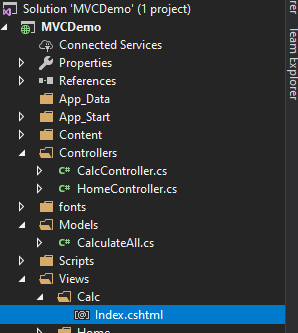 Solution 'MVCDemo' (1 project)
MVCDemo
Connected Services
Properties
References
App_Data
App_Start
Content
Controllers
CalcController.cs
HomeController.cs
fonts
Models
CalculateAll.cs
Scripts
Views
Calc
Index.cshtml
Home
Team Explorer